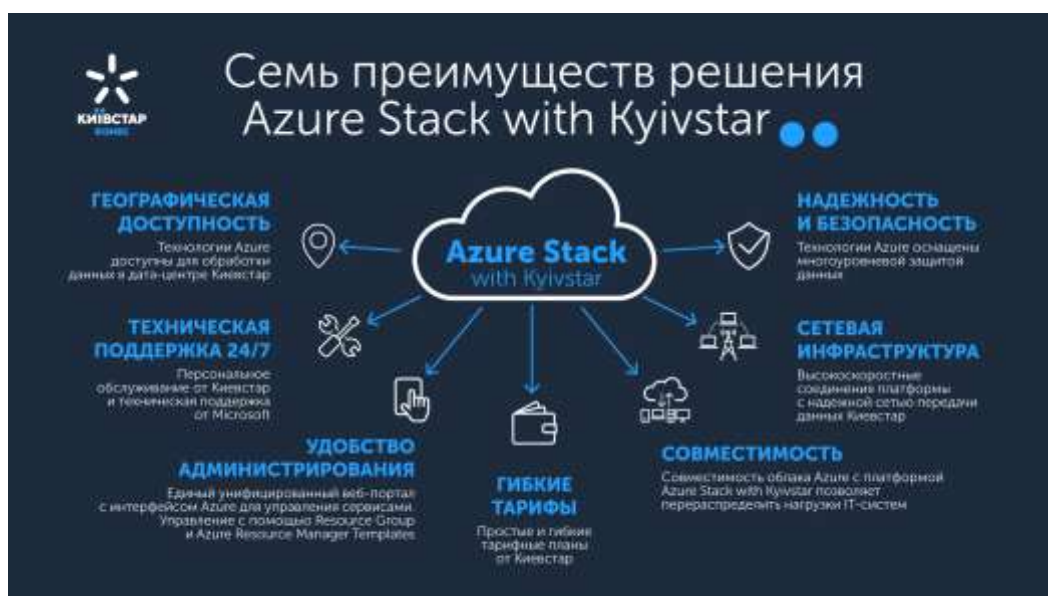 КИЇВСТАР
БІЗНЕС
Семь преимуществ решения
Azure Stack with Kyivstar
ГЕОГРАФИЧЕСКАЯ
ДОСТУПНОСТЬ
Технологии Azure
доступны для обработки
данных в дата-центре Киевстар
ТЕХНИЧЕСКАЯ
ПОДДЕРЖКА 24/7
Персональное
обслуживание от Киевстар
и техническая поддержка
от Microsoft
УДОБСТВО
АДМИНИСТРИРОВАНИЯ
Единый унифицированный веб-портал
с интерфейсом Azure для управления сервисами.
Управление с помощью Resource Group
и Azure Resource Manager Templates
Azure Stack
with Kyivstar
ГИБКИЕ
ТАРИФЫ
Простые и гибкие
тарифные планы
от Киевстар
СОВМЕСТИМОСТЬ
Совместимость облака Azure с платформой
Azure Stack with Kyivstar позволяет
перераспределить нагрузки IT-систем
СЕТЕВАЯ
ИНФРАСТРУКТУРА
Высокоскоростные
соединения платформы
с надежной сетью передачи
данных Киевстар
НАДЕЖНОСТЬ
И БЕЗОПАСНОСТЬ
Технологии Azure оснащены
многоуровневой защитой
данных